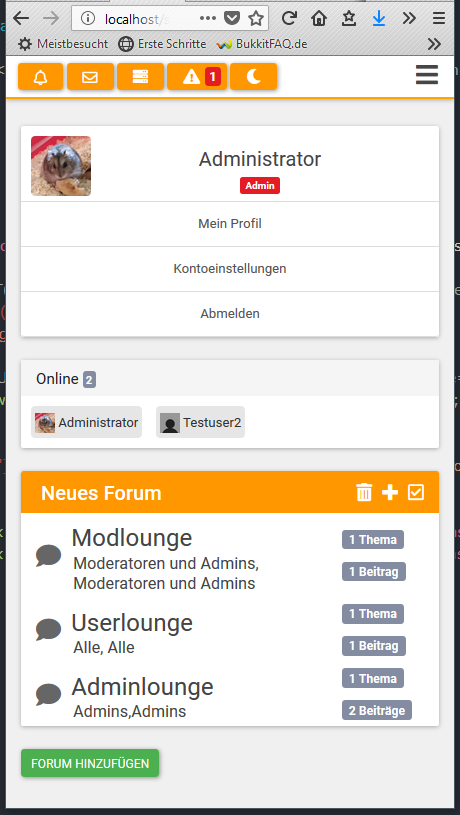 localhost/
Meistbesucht Erste Schritte BukkitFAQ.de
1
Administrator
Admin
Mein Profil
Kontoeinstellungen
Abmelden
Online 2
Administrator Testuser2
Neues Forum
Modlounge
1 Thema
Moderatoren und Admins,
1 Beitrag
Moderatoren und Admins
Userlounge
1 Thema
Alle, Alle
1 Beitrag
Adminlounge
1 Thema
Admins,Admins
2 Beiträge
FORUM HINZUFÜGEN